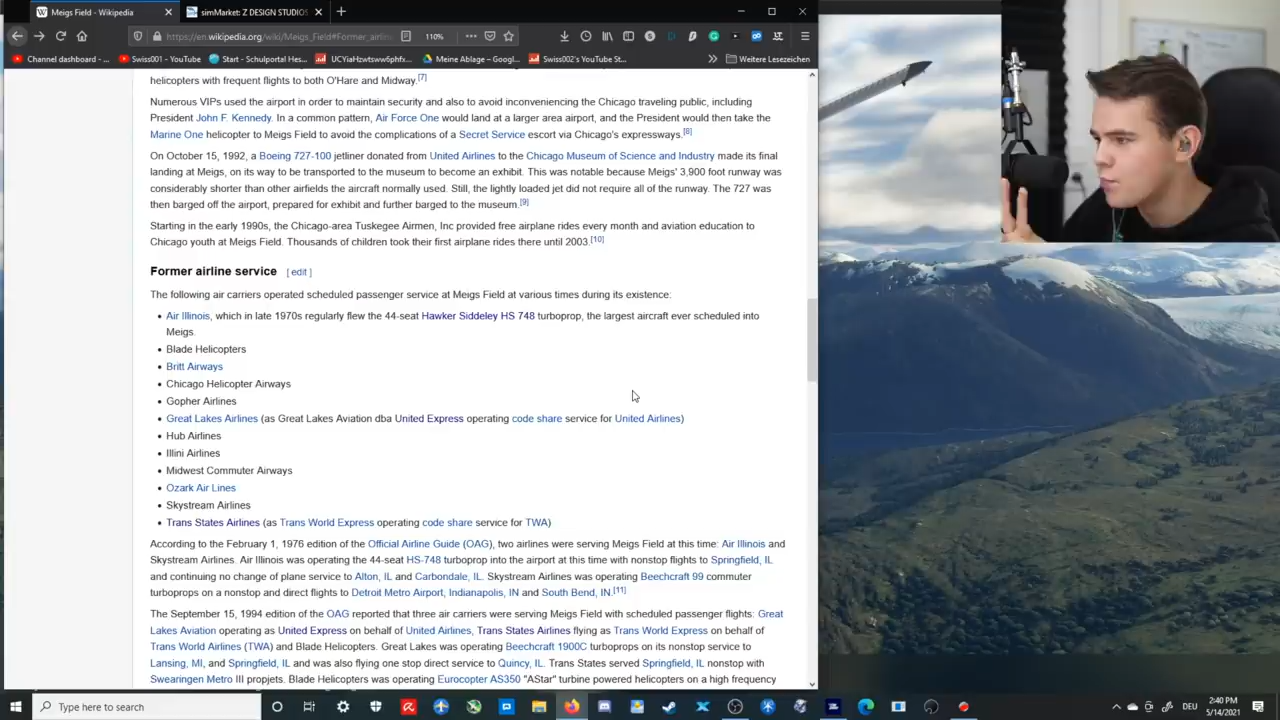 Meigs Field - Wikipedia
simMarket: Z DESIGN STUDIOS
https://en.wikipedia.org/wiki/Meigs_Field#Former_airlin
110%
Channel dashboard - ...
Swiss001 - YouTube
Start - Schulportal Hes...
UCYiaHzwtsww6phfx...
Meine Ablage – Googl...
Swiss002's YouTube St...
Weitere Lesezeichen
helicopters with frequent flights to both O'Hare and Midway.[7]
Numerous VIPs used the airport in order to maintain security and also to avoid inconveniencing the Chicago traveling public, including
President John F. Kennedy. In a common pattern, Air Force One would land at a larger area airport, and the President would then take the
Marine One helicopter to Meigs Field to avoid the complications of a Secret Service escort via Chicago's expressways.[8]
On October 15, 1992, a Boeing 727-100 jetliner donated from United Airlines to the Chicago Museum of Science and Industry made its final
landing at Meigs, on its way to be transported to the museum to become an exhibit. This was notable because Meigs' 3,900 foot runway was
considerably shorter than other airfields the aircraft normally used. Still, the lightly loaded jet did not require all of the runway. The 727 was
then barged off the airport, prepared for exhibit and further barged to the museum.[9]
Starting in the early 1990s, the Chicago-area Tuskegee Airmen, Inc provided free airplane rides every month and aviation education to
Chicago youth at Meigs Field. Thousands of children took their first airplane rides there until 2003.[10]
Former airline service [ edit ]
The following air carriers operated scheduled passenger service at Meigs Field at various times during its existence:
• Air Illinois, which in late 1970s regularly flew the 44-seat Hawker Siddeley HS 748 turboprop, the largest aircraft ever scheduled into
Meigs.
• Blade Helicopters
• Britt Airways
• Chicago Helicopter Airways
• Gopher Airlines
• Great Lakes Airlines (as Great Lakes Aviation dba United Express operating code share service for United Airlines)
• Hub Airlines
• Illini Airlines
• Midwest Commuter Airways
• Ozark Air Lines
• Skystream Airlines
• Trans States Airlines (as Trans World Express operating code share service for TWA)
According to the February 1, 1976 edition of the Official Airline Guide (OAG), two airlines were serving Meigs Field at this time: Air Illinois and
Skystream Airlines. Air Illinois was operating the 44-seat HS-748 turboprop into the airport at this time with nonstop flights to Springfield, IL
and continuing no change of plane service to Alton, IL and Carbondale, IL. Skystream Airlines was operating Beechcraft 99 commuter
turboprops on a nonstop and direct flights to Detroit Metro Airport, Indianapolis, IN and South Bend, IN.[11]
The September 15, 1994 edition of the OAG reported that three air carriers were serving Meigs Field with scheduled passenger flights: Great
Lakes Aviation operating as United Express on behalf of United Airlines, Trans States Airlines flying as Trans World Express on behalf of
Trans World Airlines (TWA) and Blade Helicopters. Great Lakes was operating Beechcraft 1900C turboprops on its nonstop service to
Lansing, MI, and Springfield, IL and was also flying one stop direct service to Quincy, IL. Trans States served Springfield, IL nonstop with
Swearingen Metro III propjets. Blade Helicopters was operating Eurocopter AS350 "AStar" turbine powered helicopters on a high frequency
Type here to search
DEU
2:40 PM
5/14/2021